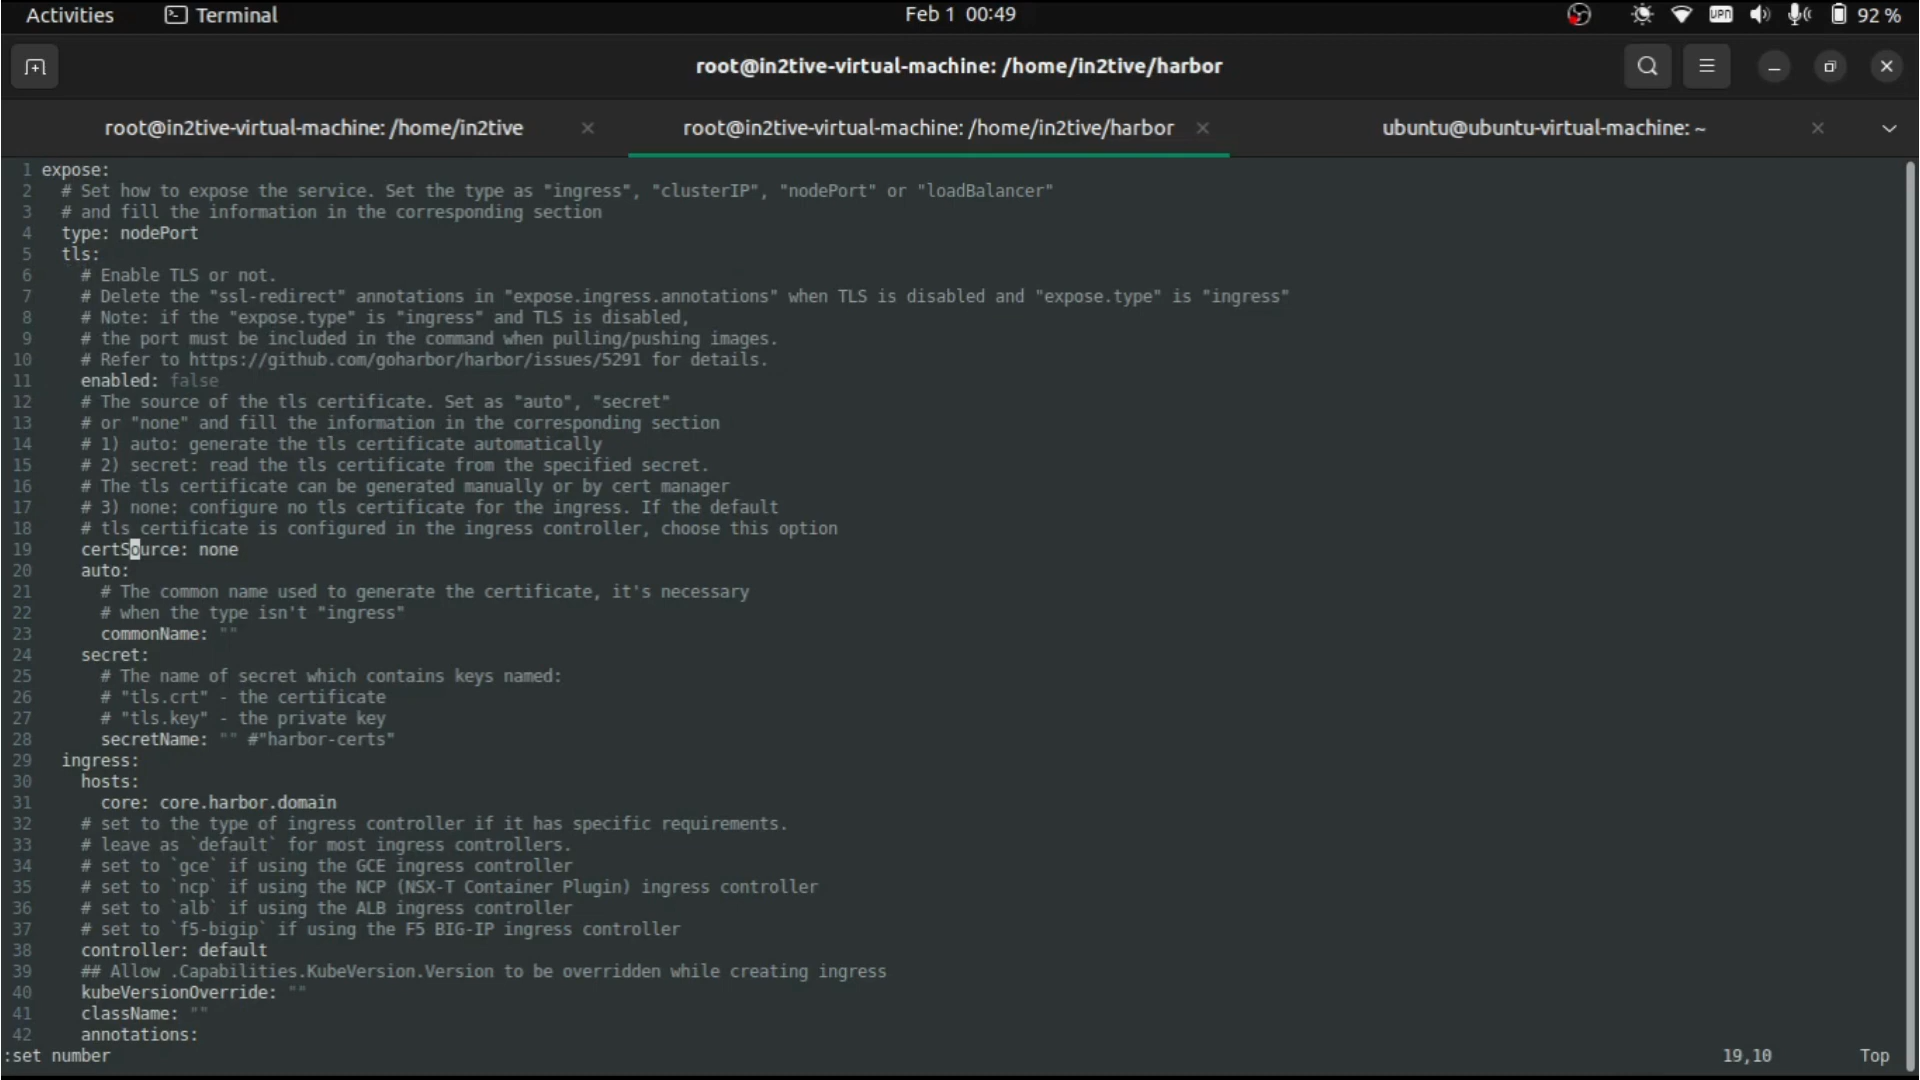 Activities Terminal Feb 1 00:49 92 %
root@in2tive-virtual-machine: /home/in2tive/harbor
root@in2tive-virtual-machine: /home/in2tive root@in2tive-virtual-machine: /home/in2tive/harbor ubuntu@ubuntu-virtual-machine: ~
1 expose:
2   # Set how to expose the service. Set the type as "ingress", "clusterIP", "nodePort" or "loadBalancer"
3   # and fill the information in the corresponding section
4   type: nodePort
5   tls:
6     # Enable TLS or not.
7     # Delete the "ssl-redirect" annotations in "expose.ingress.annotations" when TLS is disabled and "expose.type" is "ingress"
8     # Note: if the "expose.type" is "ingress" and TLS is disabled,
9     # the port must be included in the command when pulling/pushing images.
10     # Refer to https://github.com/goharbor/harbor/issues/5291 for details.
11     enabled: false
12     # The source of the tls certificate. Set as "auto", "secret"
13     # or "none" and fill the information in the corresponding section
14     # 1) auto: generate the tls certificate automatically
15     # 2) secret: read the tls certificate from the specified secret.
16     # The tls certificate can be generated manually or by cert manager
17     # 3) none: configure no tls certificate for the ingress. If the default
18     # tls certificate is configured in the ingress controller, choose this option
19     certSource: none
20     auto:
21       # The common name used to generate the certificate, it's necessary
22       # when the type isn't "ingress"
23       commonName: ""
24     secret:
25       # The name of secret which contains keys named:
26       # "tls.crt" - the certificate
27       # "tls.key" - the private key
28       secretName: "" #"harbor-certs"
29   ingress:
30     hosts:
31       core: core.harbor.domain
32     # set to the type of ingress controller if it has specific requirements.
33     # leave as `default` for most ingress controllers.
34     # set to `gce` if using the GCE ingress controller
35     # set to `ncp` if using the NCP (NSX-T Container Plugin) ingress controller
36     # set to `alb` if using the ALB ingress controller
37     # set to `f5-bigip` if using the F5 BIG-IP ingress controller
38     controller: default
39     ## Allow .Capabilities.KubeVersion.Version to be overridden while creating ingress
40     kubeVersionOverride: ""
41     className: ""
42     annotations:
:set number 19,10 Top